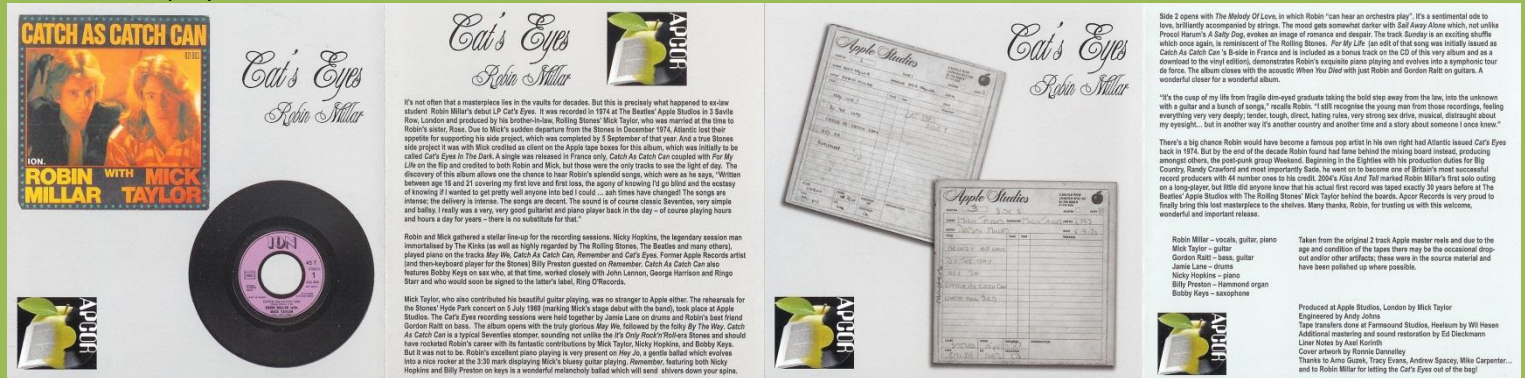 CATCH AS CATCH CAN
ION.
ROBIN WITH MICK
MILLAR TAYLOR
Cat's Eyes
Robin Millar
ION
45 T
1
APCOR
Cat's Eyes
Robin Millar
APCOR
It's not often that a masterpiece lies in the vaults for decades. But this is precisely what happened to ex-law
student Robin Millar's debut LP Cat's Eyes. It was recorded in 1974 at The Beatles' Apple Studios in 3 Savile
Row, London and produced by his brother-in-law, Rolling Stones' Mick Taylor, who was married at the time to
Robin's sister, Rose. Due to Mick's sudden departure from the Stones in December 1974, Atlantic lost their
appetite for supporting his side project, which was completed by 5 September of that year. And a true Stones
side project it was with Mick credited as client on the Apple tape boxes for this album, which was initially to be
called Cat's Eyes In The Dark. A single was released in France only, Catch As Catch Can coupled with For My
Life on the flip and credited to both Robin and Mick, but those were the only tracks to see the light of day. The
discovery of this album allows one the chance to hear Robin's splendid songs, which were as he says, "Written
between age 16 and 21 covering my first love and first loss, the agony of knowing I'd go blind and the ecstasy
of knowing if I wanted to get pretty well anyone into bed I could ... aah times have changed! The songs are
intense; the delivery is intense. The songs are decent. The sound is of course classic Seventies, very simple
and ballsy. I really was a very, very good guitarist and piano player back in the day – of course playing hours
and hours a day for years – there is no substitute for that."
Robin and Mick gathered a stellar line-up for the recording sessions. Nicky Hopkins, the legendary session man
immortalised by The Kinks (as well as highly regarded by The Rolling Stones, The Beatles and many others),
played piano on the tracks May We, Catch As Catch Can, Remember and Cat's Eyes. Former Apple Records artist
(and then-keyboard player for the Stones) Billy Preston guested on Remember. Catch As Catch Can also
features Bobby Keys on sax who, at that time, worked closely with John Lennon, George Harrison and Ringo
Starr and who would soon be signed to the latter's label, Ring O'Records.
Mick Taylor, who also contributed his beautiful guitar playing, was no stranger to Apple either. The rehearsals for
the Stones' Hyde Park concert on 5 July 1969 (marking Mick's stage debut with the band), took place at Apple
Studios. The Cat's Eyes recording sessions were held together by Jamie Lane on drums and Robin's best friend
Gordon Raitt on bass. The album opens with the truly glorious May We, followed by the folky By The Way. Catch
As Catch Can is a typical Seventies stomper, sounding not unlike the It's Only Rock'n'Roll-ers Stones and should
have rocketed Robin's career with its fantastic contributions by Mick Taylor, Nicky Hopkins, and Bobby Keys.
But it was not to be. Robin's excellent piano playing is very present on Hey Jo, a gentle ballad which evolves
into a nice rocker at the 3:30 mark displaying Mick's bluesy guitar playing. Remember, featuring both Nicky
Hopkins and Billy Preston on keys is a wonderful melancholy ballad which will send shivers down your spine.
Cat's Eyes
Robin Millar
Apple Studios
Apple Studios
APCOR
Side 2 opens with The Melody Of Love, in which Robin "can hear an orchestra play". It's a sentimental ode to
love, brilliantly accompanied by strings. The mood gets somewhat darker with Sail Away Alone which, not unlike
Procol Harum's A Salty Dog, evokes an image of romance and despair. The track Sunday is an exciting shuffle
which once again, is reminiscent of The Rolling Stones. For My Life (an edit of that song was initially issued as
Catch As Catch Can 's B-side in France and is included as a bonus track on the CD of this very album and as a
download to the vinyl edition), demonstrates Robin's exquisite piano playing and evolves into a symphonic tour
de force. The album closes with the acoustic When You Died with just Robin and Gordon Raitt on guitars. A
wonderful closer for a wonderful album.
"It's the cusp of my life from fragile dim-eyed graduate taking the bold step away from the law, into the unknown
with a guitar and a bunch of songs," recalls Robin. "I still recognise the young man from those recordings, feeling
everything very very deeply; tender, tough, direct, hating rules, very strong sex drive, musical, distraught about
my eyesight... but in another way it's another country and another time and a story about someone I once knew."
There's a big chance Robin would have become a famous pop artist in his own right had Atlantic issued Cat's Eyes
back in 1974. But by the end of the decade Robin found had fame behind the mixing board instead, producing
amongst others, the post-punk group Weekend. Beginning in the Eighties with his production duties for Big
Country, Randy Crawford and most importantly Sade, he went on to become one of Britain's most successful
record producers with 44 number ones to his credit. 2004's Kiss And Tell marked Robin Millar's first solo outing
on a long-player, but little did anyone know that his actual first record was taped exactly 30 years before at The
Beatles' Apple Studios with The Rolling Stones' Mick Taylor behind the boards. Apcor Records is very proud to
finally bring this lost masterpiece to the shelves. Many thanks, Robin, for trusting us with this welcome,
wonderful and important release.
Robin Millar – vocals, guitar, piano
Mick Taylor – guitar
Gordon Raitt – bass, guitar
Jamie Lane – drums
Nicky Hopkins – piano
Billy Preston – Hammond organ
Bobby Keys – saxophone
Taken from the original 2 track Apple master reels and due to the
age and condition of the tapes there may be the occasional drop-
out and/or other artifacts; these were in the source material and
have been polished up where possible.
Produced at Apple Studios, London by Mick Taylor
Engineered by Andy Johns
Tape transfers done at Farmsound Studios, Heelsum by Wil Hesen
Additional mastering and sound restoration by Ed Dieckmann
Liner Notes by Axel Korinth
Cover artwork by Ronnie Dannelley
Thanks to Arno Guzek, Tracy Evans, Andrew Spacey, Mike Carpenter...
and to Robin Millar for letting the Cat's Eyes out of the bag!
APCOR